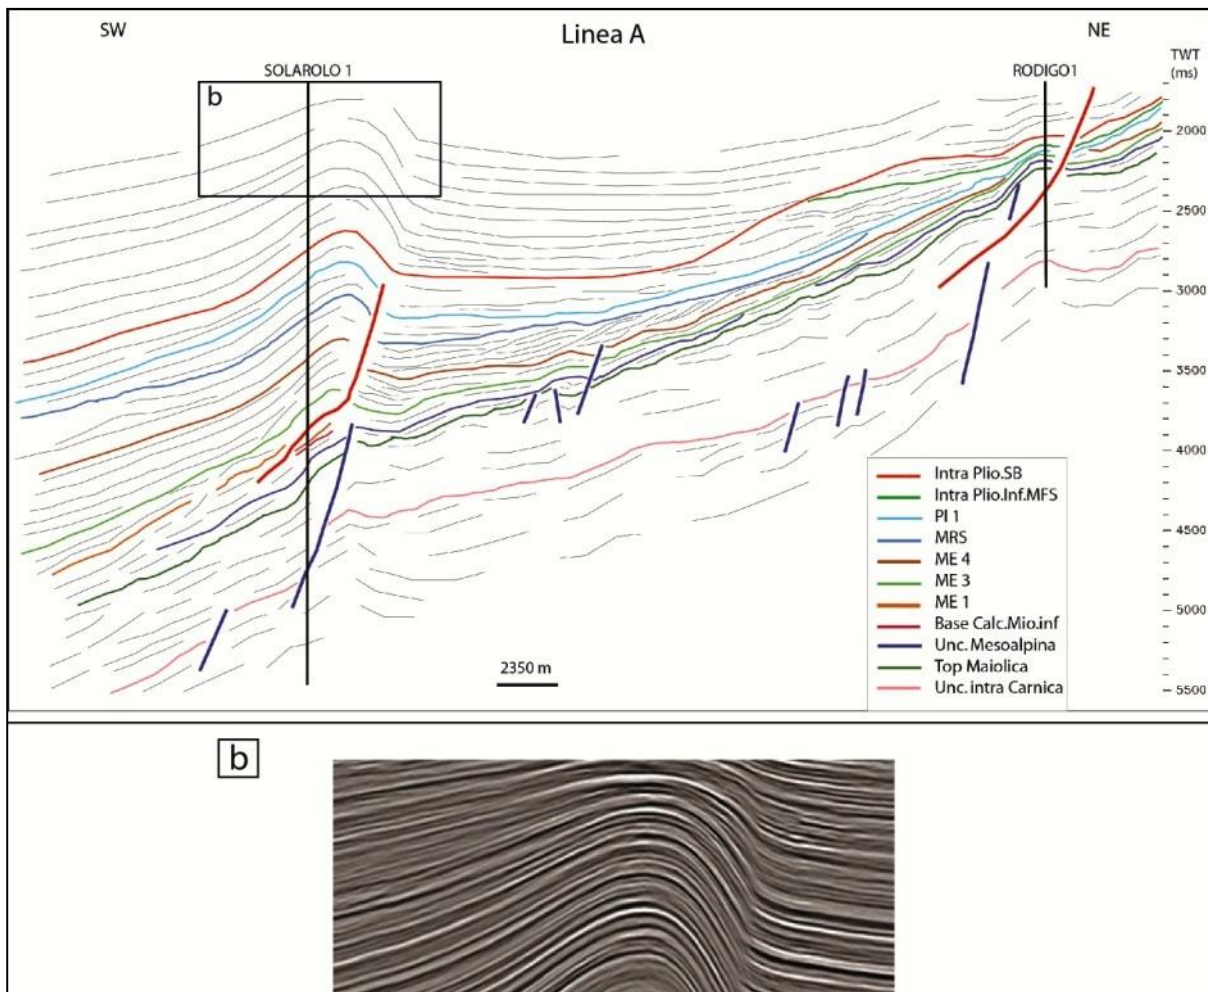 SW
Linea A
NE
SOLAROLO 1
RODIGO1
TWT
(ms)
b
2000
2500
3000
3500
4000
4500
5000
5500
Intra Plio.SB
Intra Plio.Inf.MFS
Pl 1
MRS
ME 4
ME 3
ME 1
Base Calc.Mio.inf
Unc. Mesoalpina
Top Maiolica
Unc. intra Carnica
2350 m
b